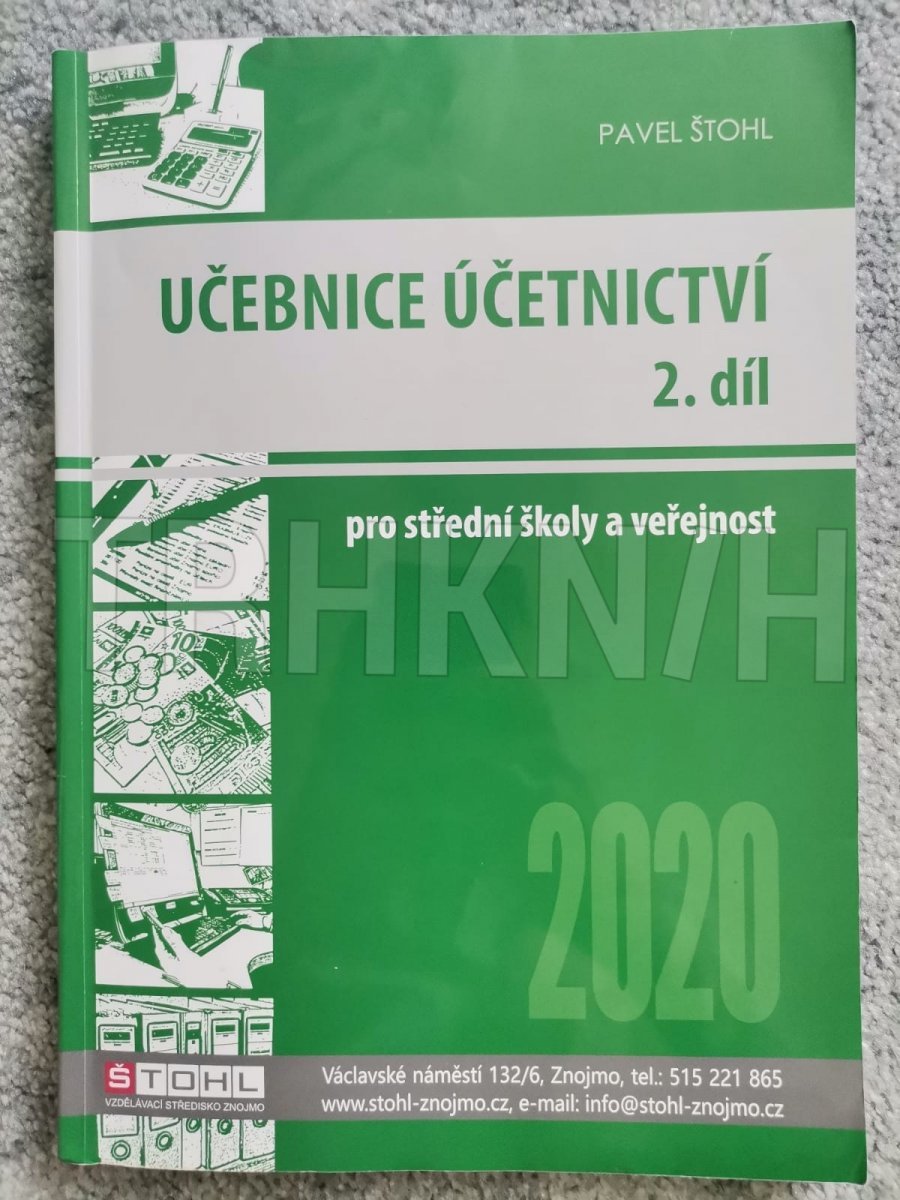 PAVEL ŠTOHL
UČEBNICE ÚČETNICTVÍ
2. díl
pro střední školy a veřejnost
TRHKN/H
2020
ŠTOHL
VZDĚLÁVACÍ STŘEDISKO ZNOJMO
Václavské náměstí 132/6, Znojmo, tel.: 515 221 865
www.stohl-znojmo.cz, e-mail: info@stohl-znojmo.cz